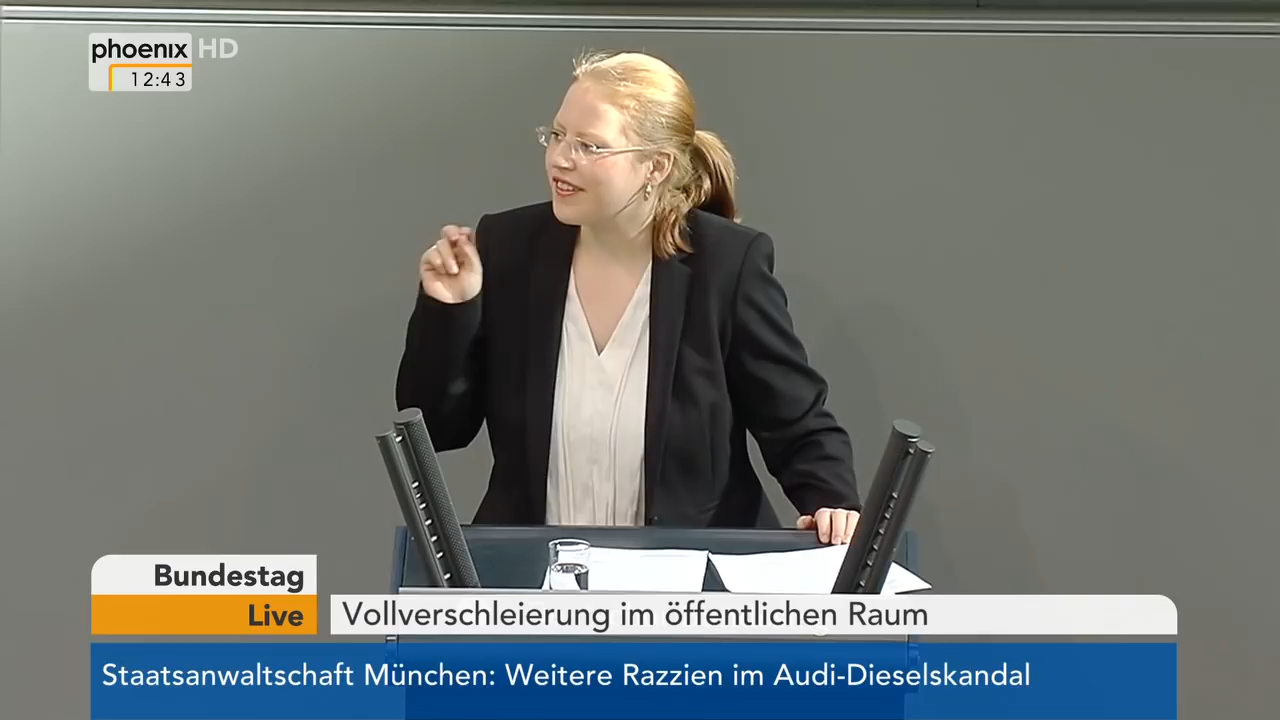 phoenix HD
12:43
Bundestag
Live
Vollverschleierung im öffentlichen Raum
Staatsanwaltschaft München: Weitere Razzien im Audi-Dieselskandal